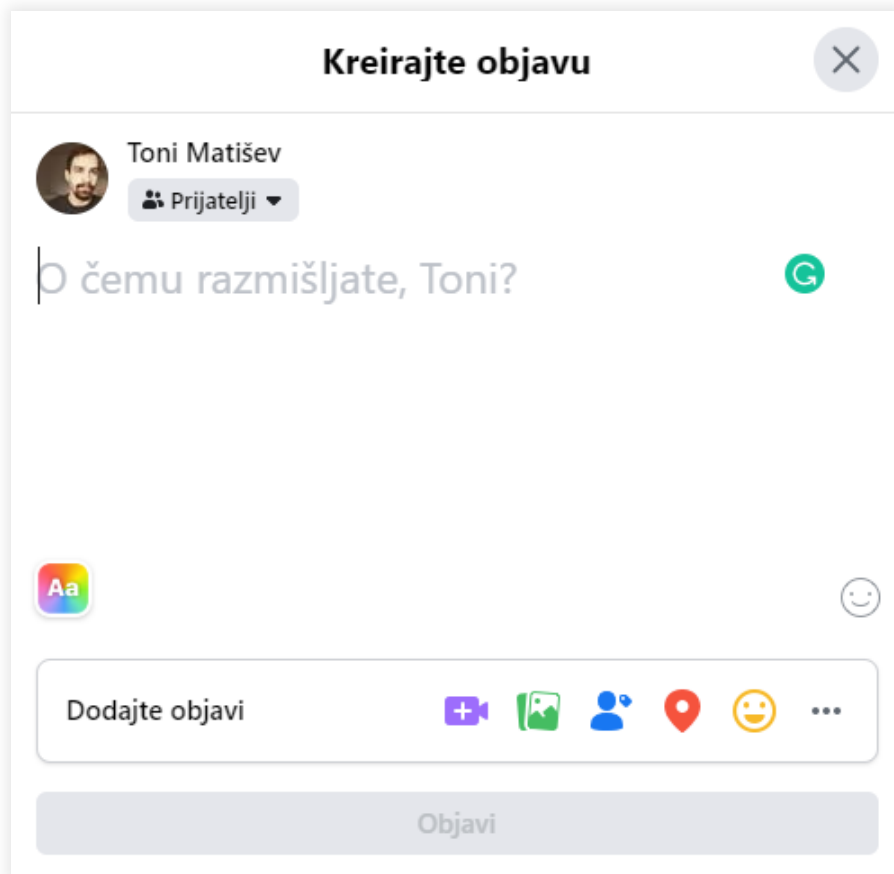 Kreirajte objavu
Toni Matišev
Prijatelji
O čemu razmišljate, Toni?
Aa
Dodajte objavi
Objavi